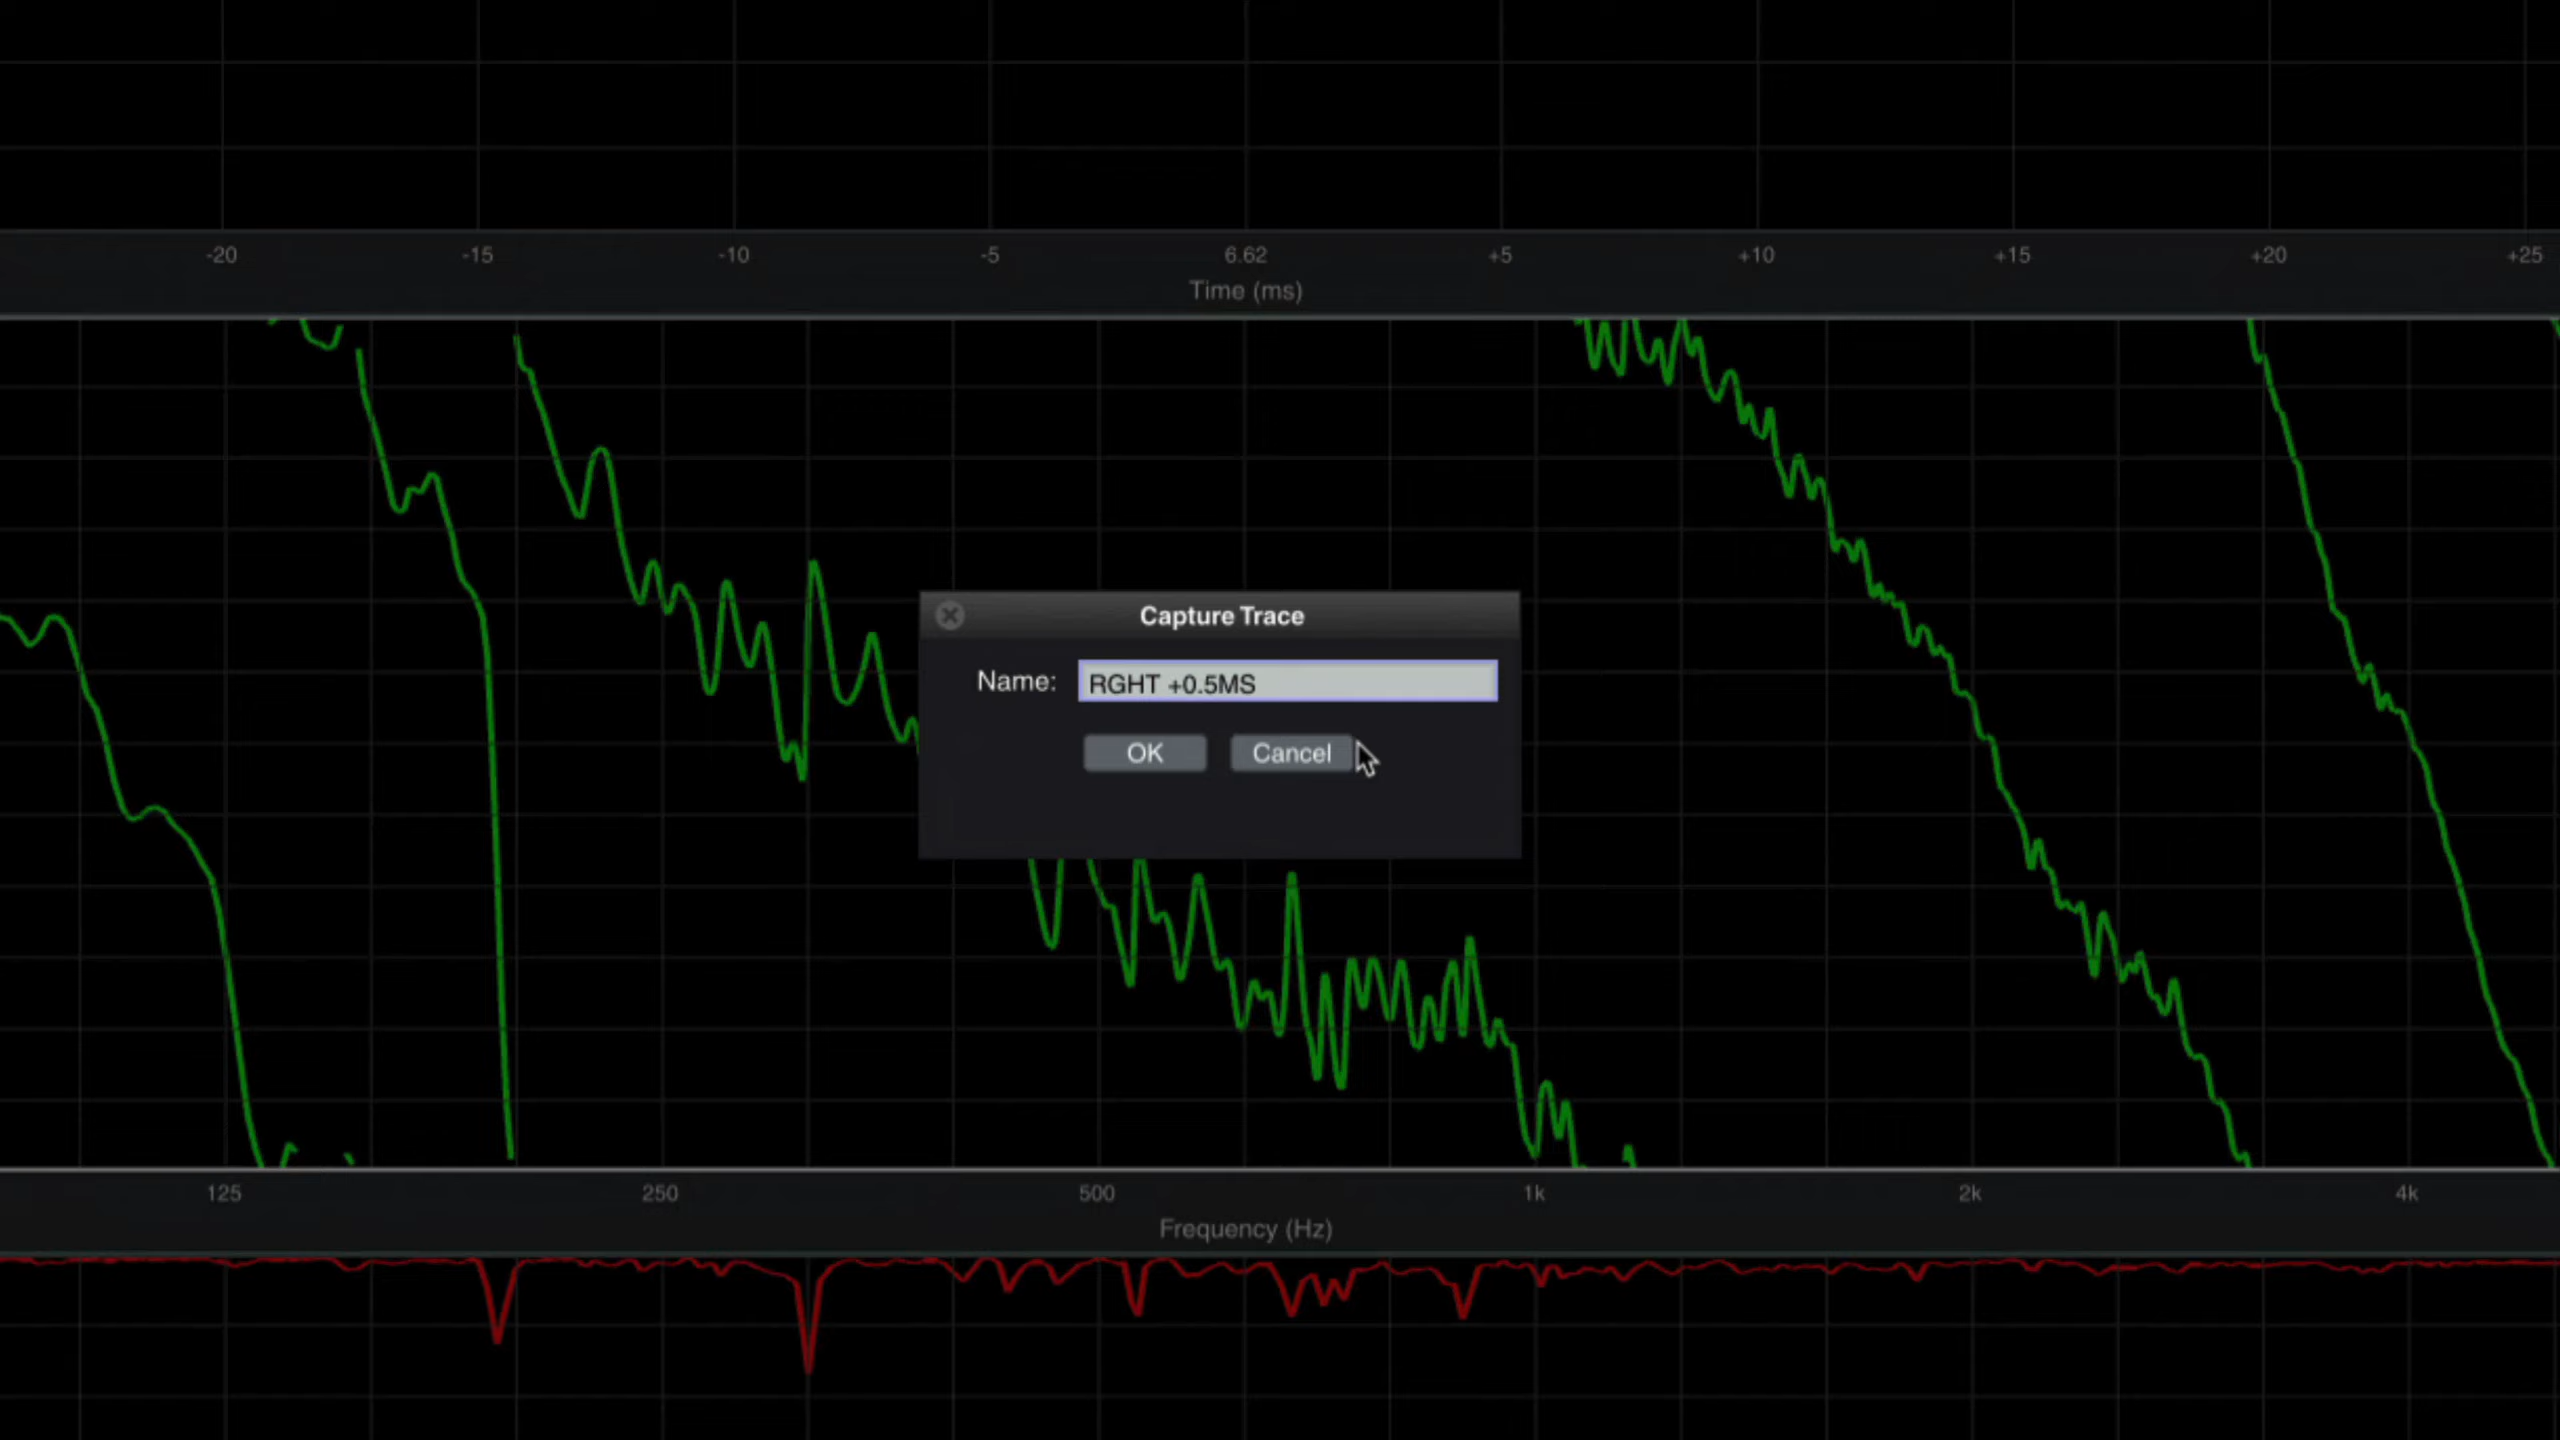 -20 -15 -10 -5 6.62 +5 +10 +15 +20 +25
Time (ms)
Capture Trace
Name: RGHT +0.5MS
OK Cancel
125 250 500 1k 2k 4k
Frequency (Hz)